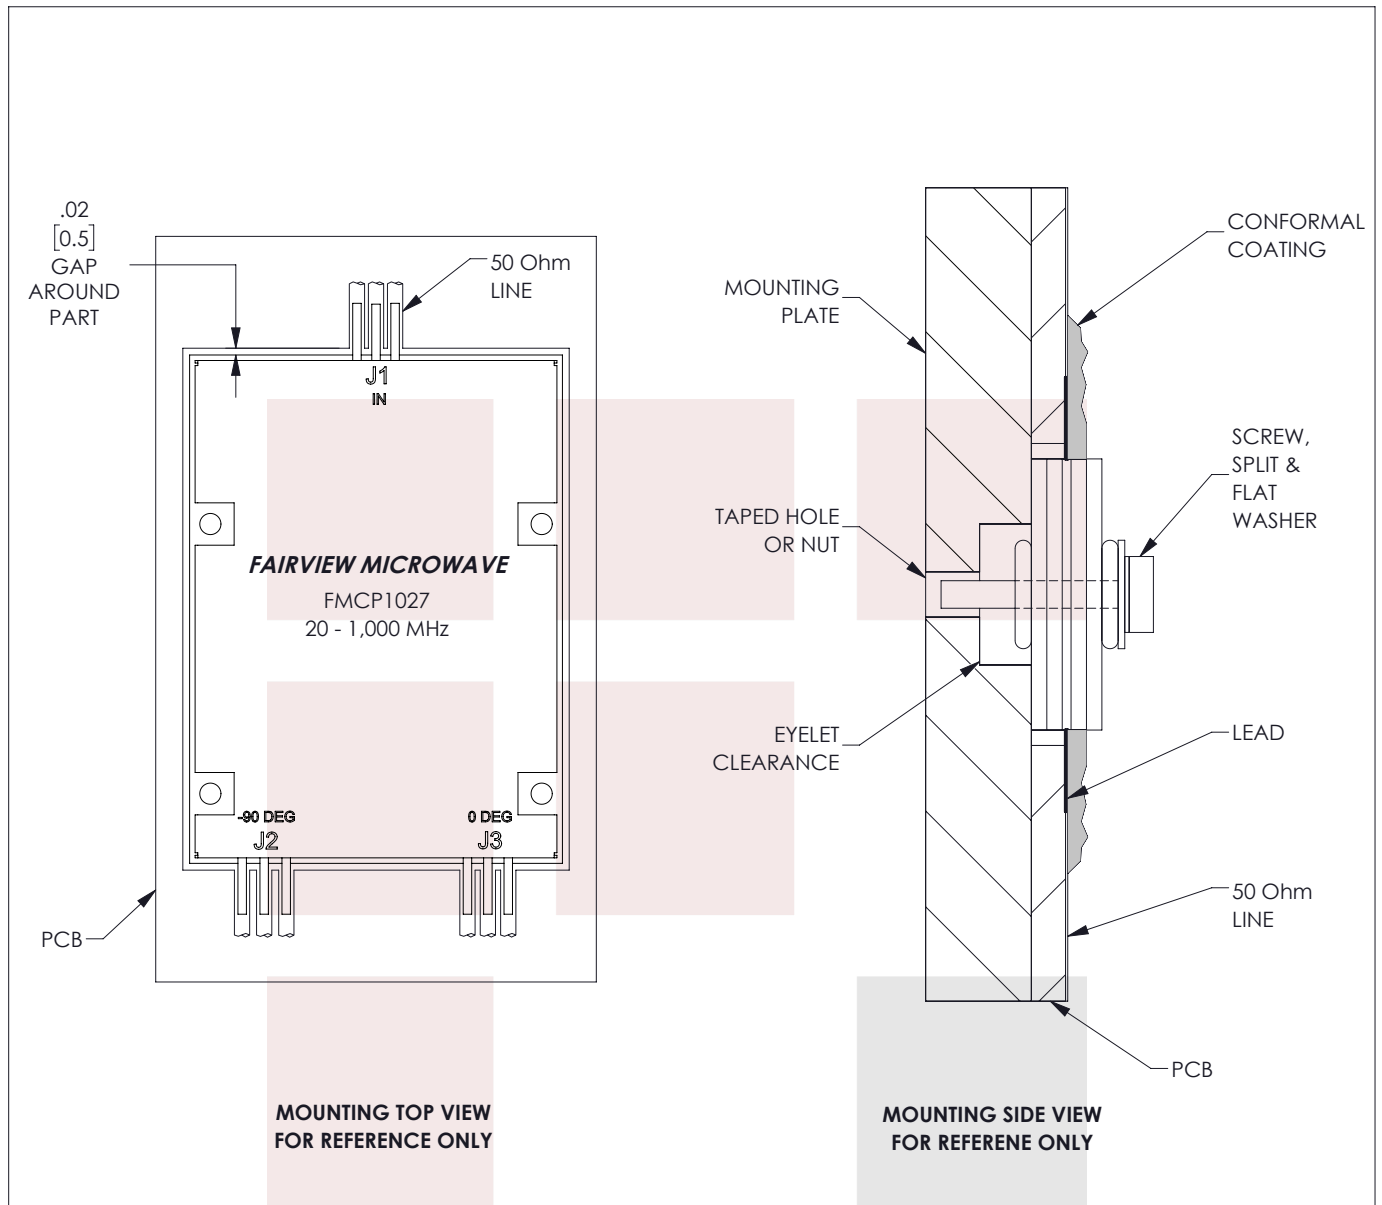 .02
[0.5]
GAP
AROUND
PART
50 Ohm
LINE
J1
IN
FAIRVIEW MICROWAVE
FMCP1027
20 - 1,000 MHz
-90 DEG
J2
0 DEG
J3
PCB
MOUNTING TOP VIEW
FOR REFERENCE ONLY
CONFORMAL
COATING
MOUNTING
PLATE
SCREW,
SPLIT &
FLAT
WASHER
TAPED HOLE
OR NUT
EYELET
CLEARANCE
LEAD
50 Ohm
LINE
PCB
MOUNTING SIDE VIEW
FOR REFERENE ONLY